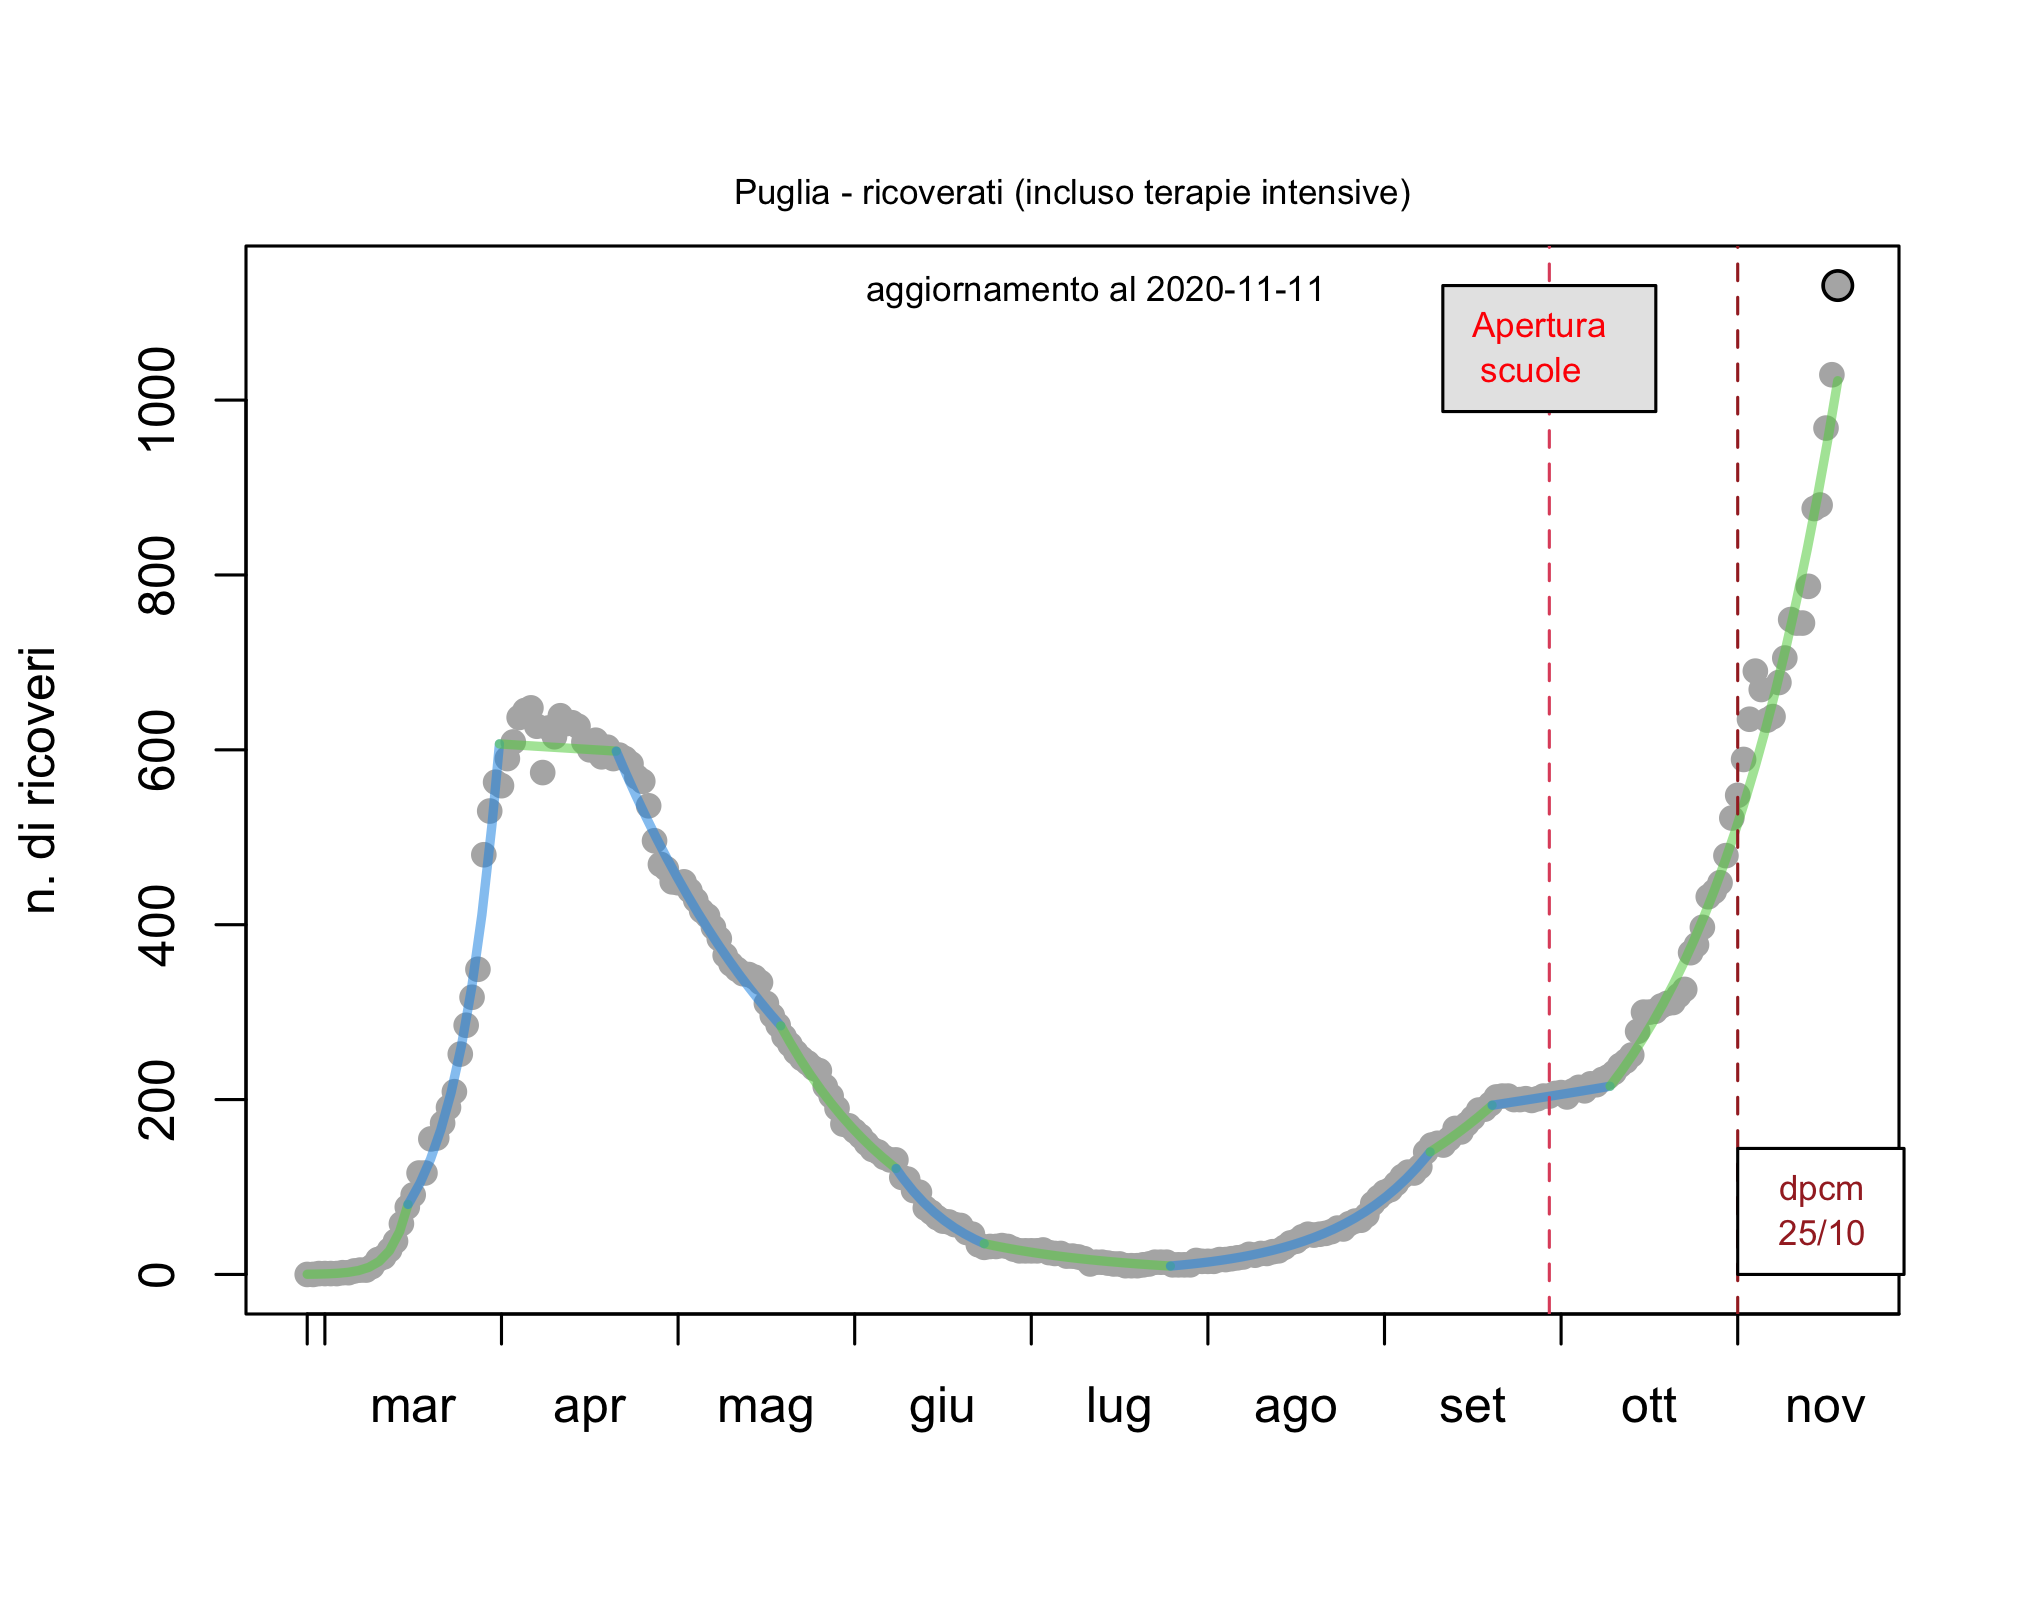 Puglia - ricoverati (incluso terapie intensive)
aggiornamento al 2020-11-11
Apertura
scuole
n. di ricoveri
1000
800
600
400
200
0
dpcm
25/10
mar apr mag giu lug ago set ott nov